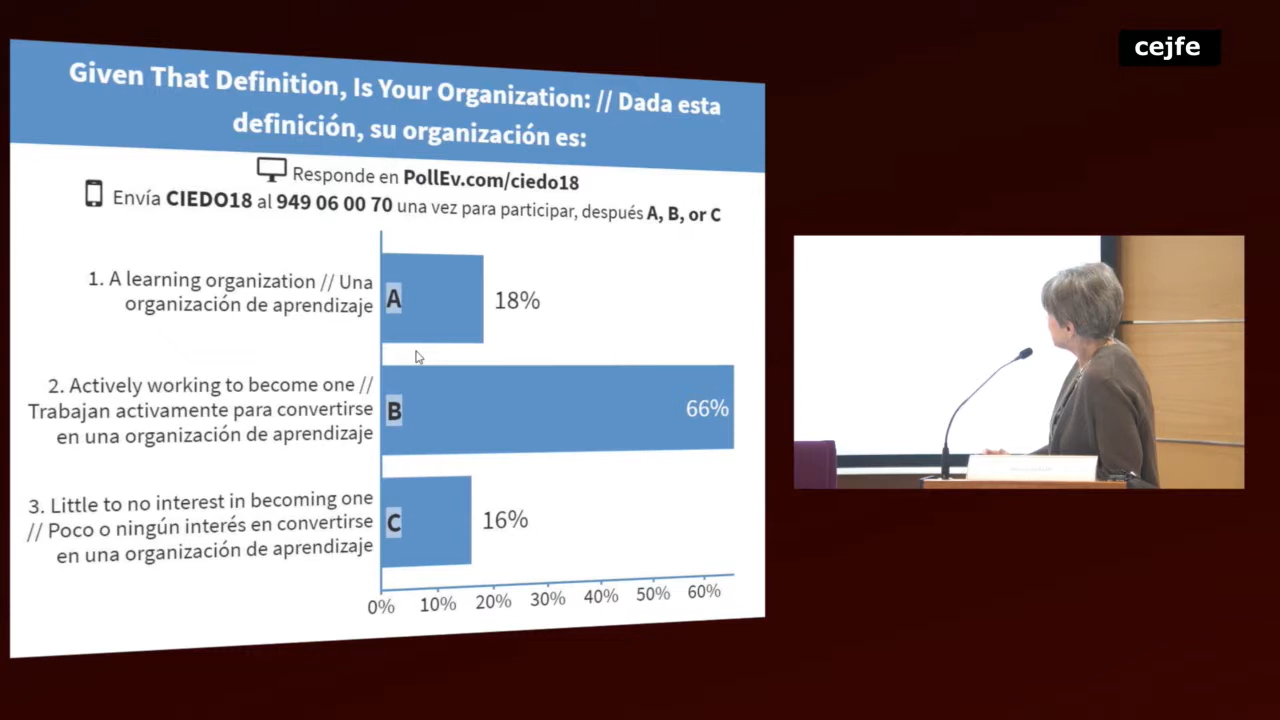 cejfe
Given That Definition, Is Your Organization: // Dada esta
definición, su organización es:
Responde en PollEv.com/ciedo18
Envía CIEDO18 al 949 06 00 70 una vez para participar, después A, B, or C
1. A learning organization // Una
organización de aprendizaje
A
18%
2. Actively working to become one //
Trabajan activamente para convertirse
en una organización de aprendizaje
B
66%
3. Little to no interest in becoming one
// Poco o ningún interés en convertirse
en una organización de aprendizaje
C
16%
0% 10% 20% 30% 40% 50% 60%